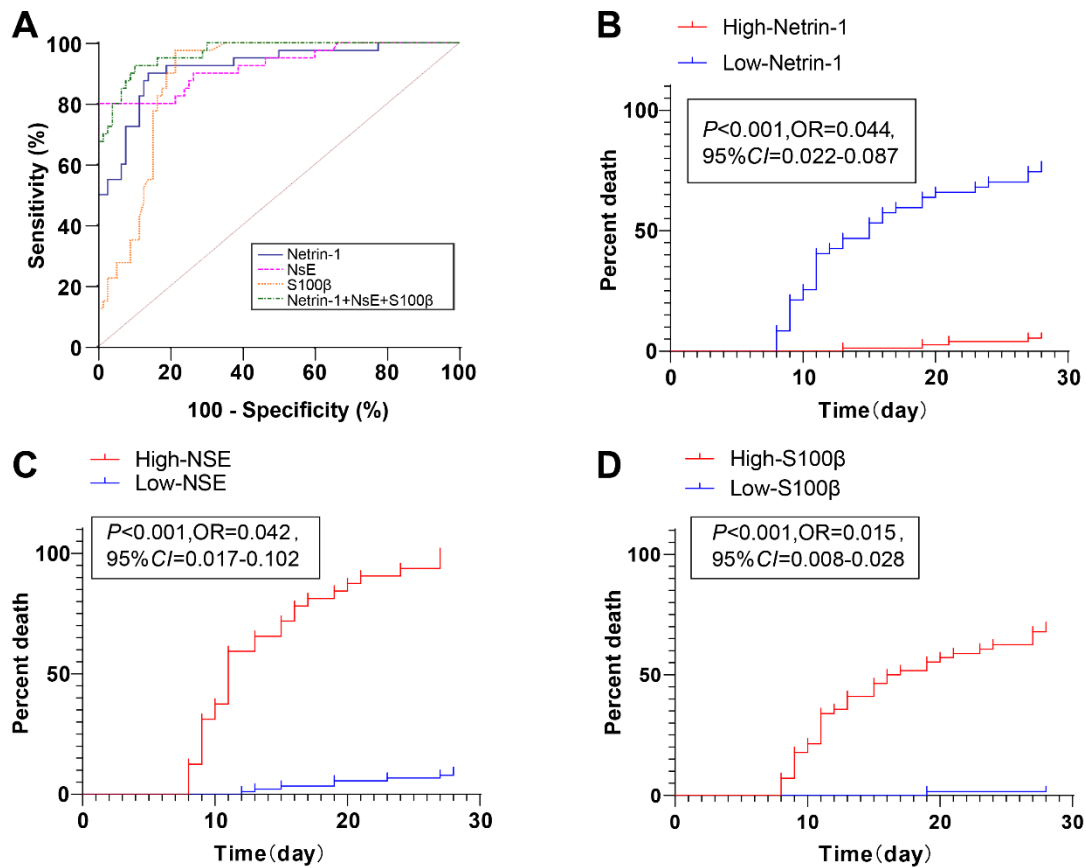 A
Sensitivity (%)
100
80
60
40
20
0
Netrin-1
NsE
S100β
Netrin-1+NsE+S100β
0 20 40 60 80 100
100 - Specificity (%)
B
High-Netrin-1
Low-Netrin-1
P<0.001,OR=0.044,
95%CI=0.022-0.087
Percent death
100
50
0
0 10 20 30
Time(day)
C
High-NSE
Low-NSE
P<0.001,OR=0.042,
95%CI=0.017-0.102
Percent death
100
50
0
0 10 20 30
Time(day)
D
High-S100β
Low-S100β
P<0.001,OR=0.015,
95%CI=0.008-0.028
Percent death
100
50
0
0 10 20 30
Time(day)